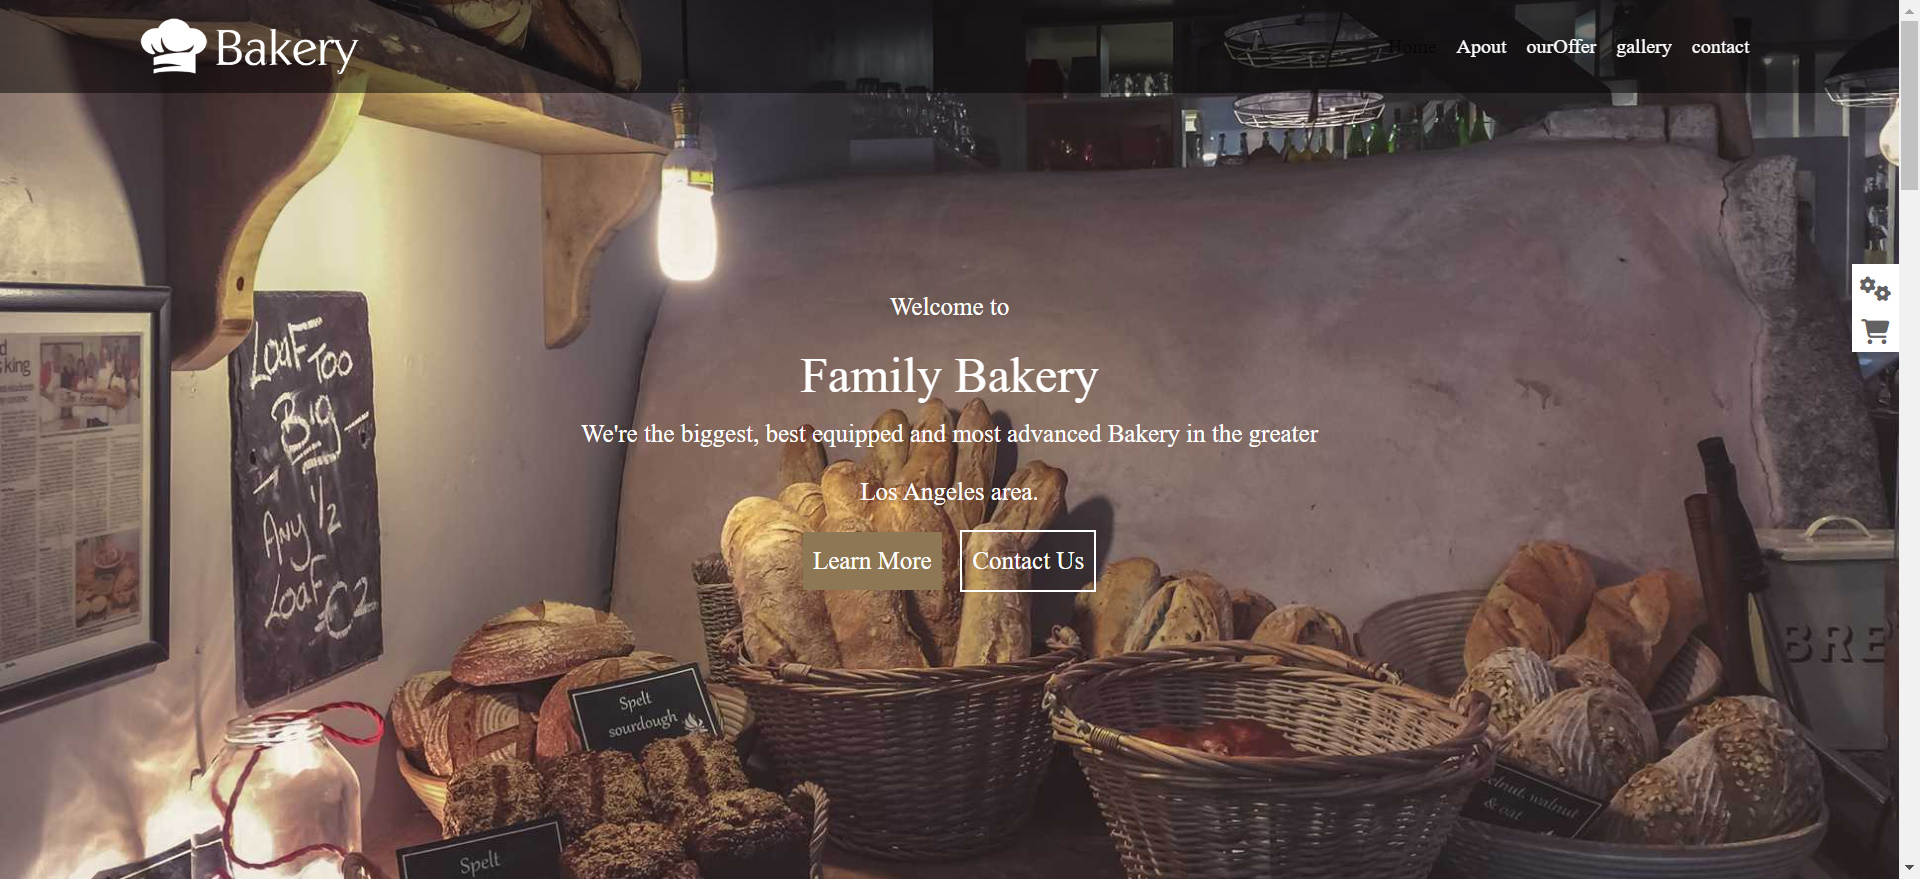 Bakery
Home Apout ourOffer gallery contact
Welcome to
Family Bakery
We're the biggest, best equipped and most advanced Bakery in the greater
Los Angeles area.
Learn More Contact Us
king
Loaf Too
Big
Any 1/2
Loaf €2
Spelt
sourdough
Spelt
walnut
& oat
BRE